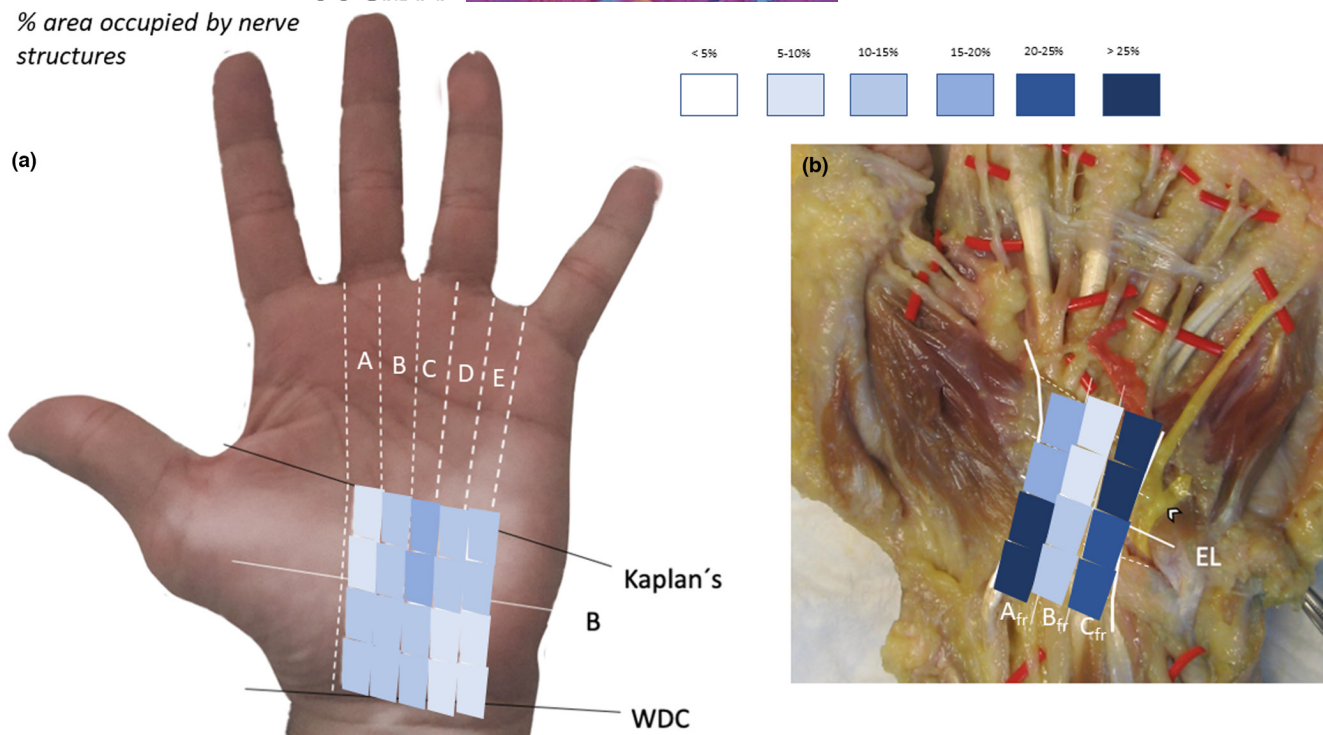 % area occupied by nerve
structures
< 5%
5-10%
10-15%
15-20%
20-25%
> 25%
(a)
(b)
A
B
C
D
E
Kaplan´s
B
WDC
EL
Afr
Bfr
Cfr